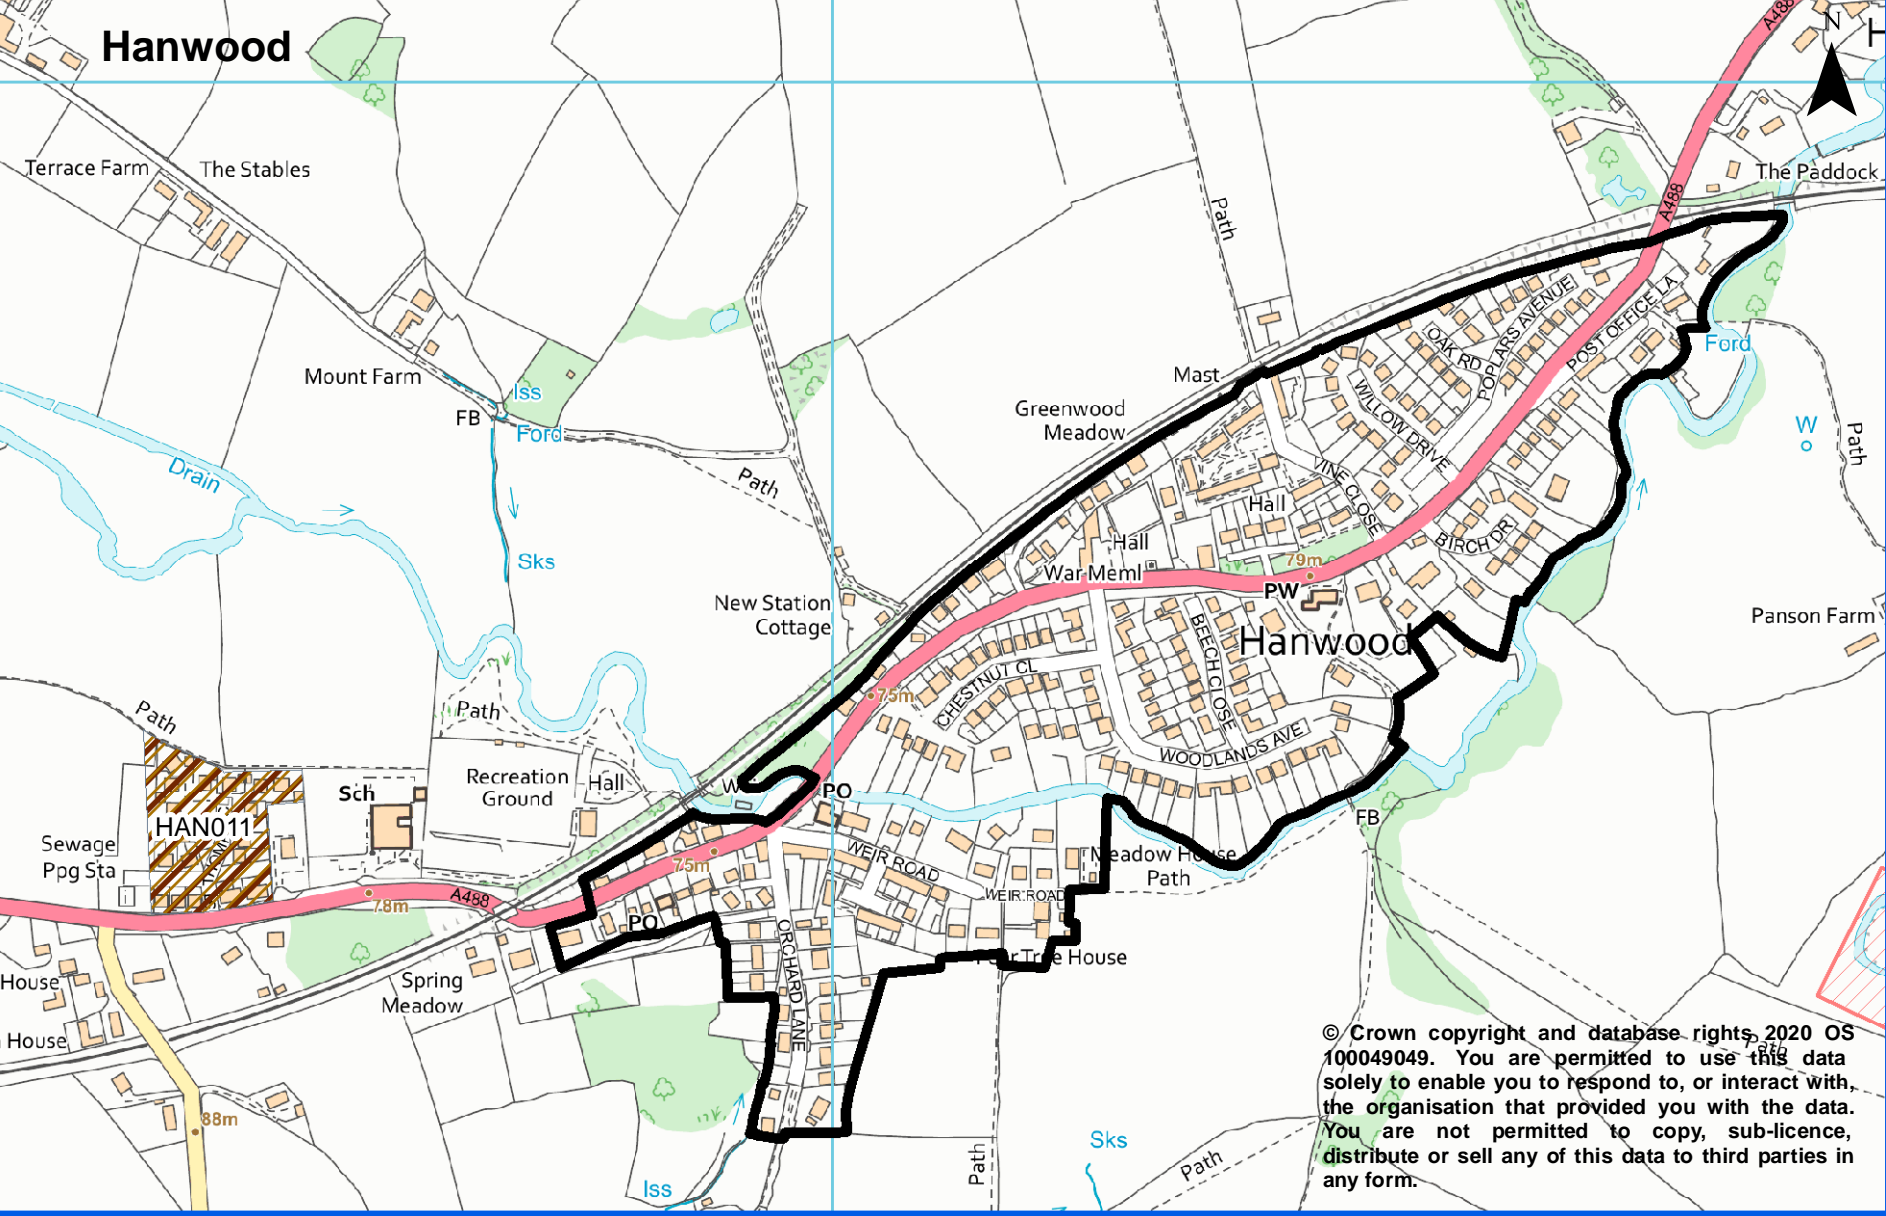 Hanwood
A488
N
H
Terrace Farm
The Stables
The Paddock
A488
Path
Mount Farm
Iss
FB
Ford
Mast
Greenwood
Meadow
OAK RD
POPLARS AVENUE
POST OFFICE LA
Ford
WILLOW DRIVE
W
Path
Drain
Path
VINE CLOSE
Hall
Hall
BIRCH DR
79m
Sks
War Meml
PW
New Station
Cottage
Hanwood
BEECH CLOSE
Panson Farm
CHESTNUT CL
75m
Path
Path
WOODLANDS AVE
Recreation
Ground
Hall
W
PO
Sch
HAN011
FB
Sewage
Ppg Sta
75m
WEIR ROAD
Meadow House
Path
WEIR ROAD
78m
A488
PO
ORCHARD LANE
Pear Tree House
Spring
Meadow
House
House
88m
Path
© Crown copyright and database rights 2020 OS
100049049. You are permitted to use this data
solely to enable you to respond to, or interact with,
the organisation that provided you with the data.
You are not permitted to copy, sub-licence,
distribute or sell any of this data to third parties in
any form.
Sks
Path
Path
Iss